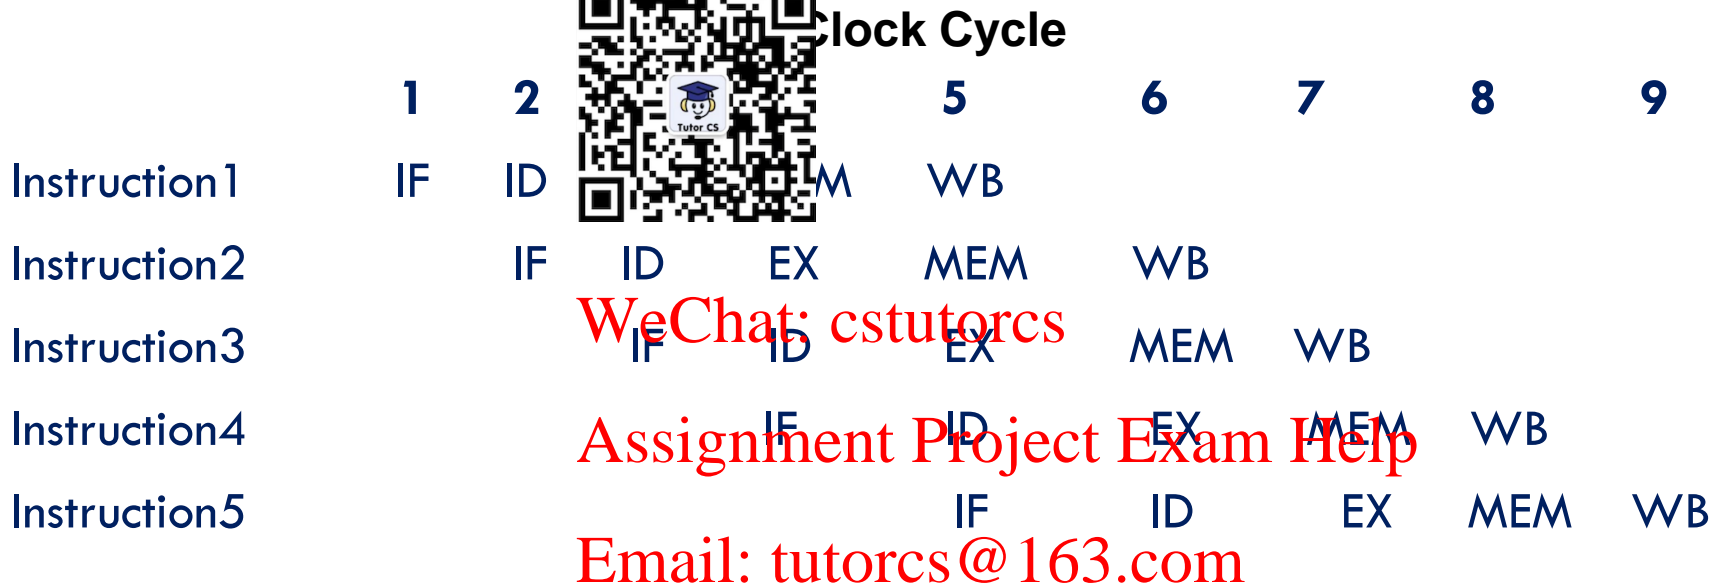 Clock Cycle
1 2 5 6 7 8 9
Tutor CS
Instruction1 IF ID WB
Instruction2 IF ID EX MEM WB
WeChat: cstutorcs
Instruction3 IF ID EX MEM WB
Instruction4 IF ID EX MEM WB
Assignment Project Exam Help
Instruction5 IF ID EX MEM WB
Email: tutorcs@163.com